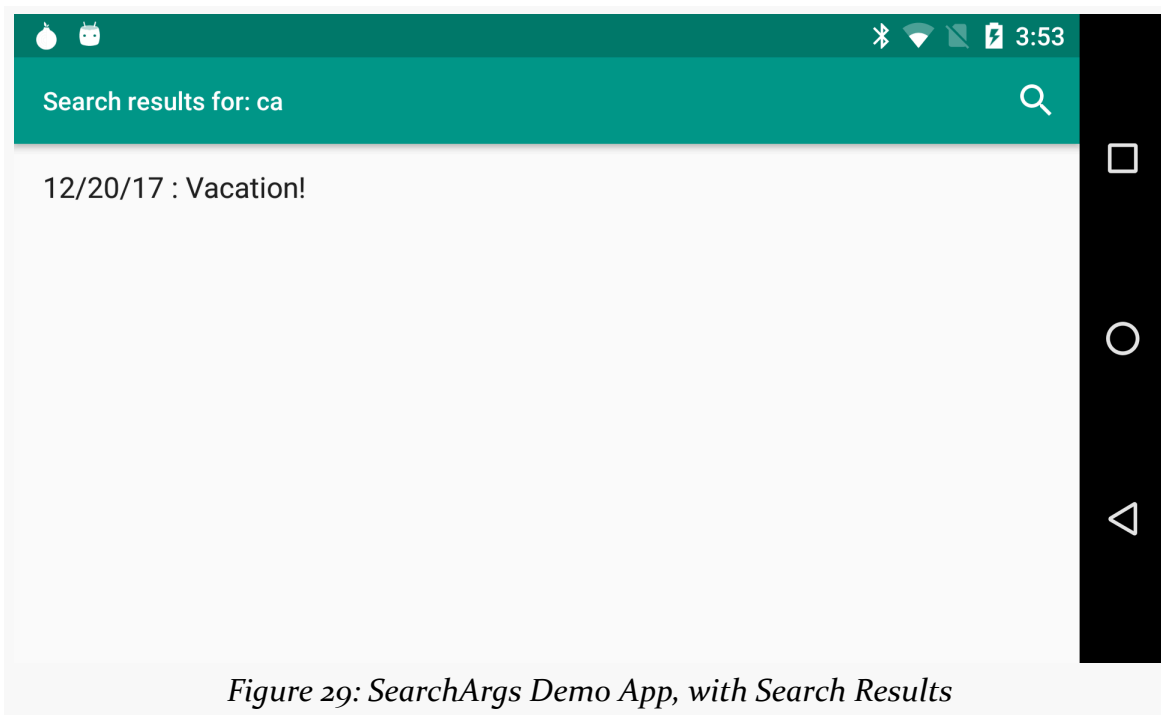 3:53
Search results for: ca
12/20/17 : Vacation!
Figure 29: SearchArgs Demo App, with Search Results